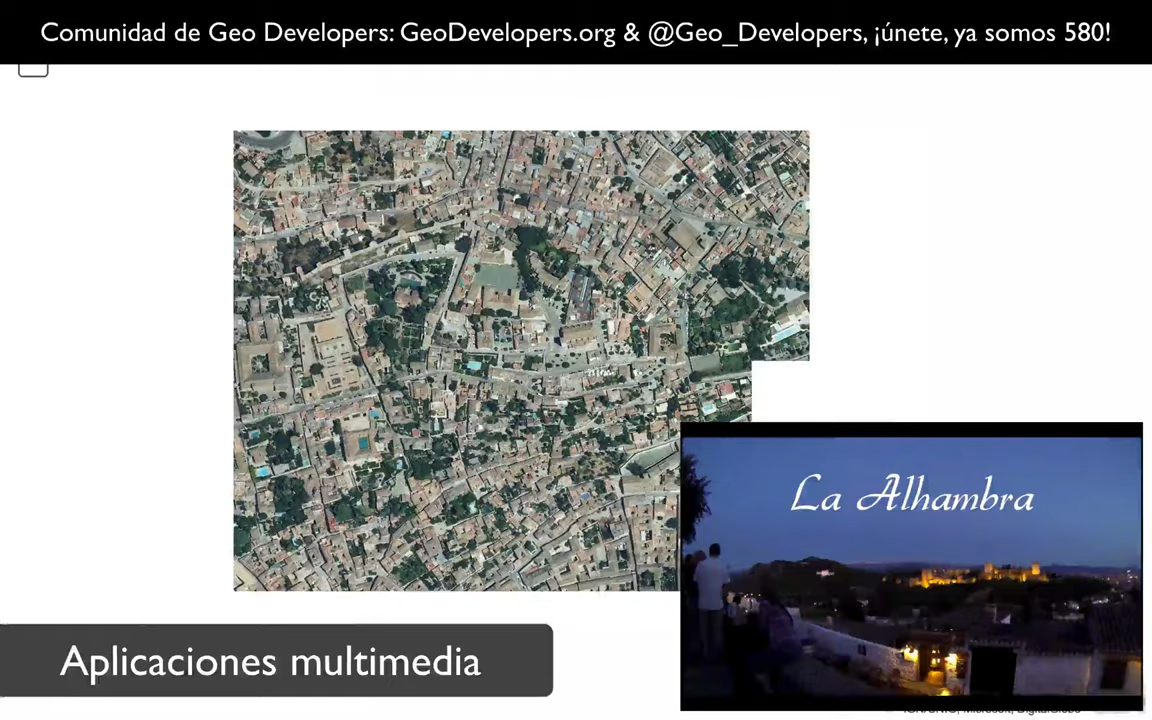 Comunidad de Geo Developers: GeoDevelopers.org & @Geo_Developers, ¡únete, ya somos 580!
La Alhambra
Aplicaciones multimedia